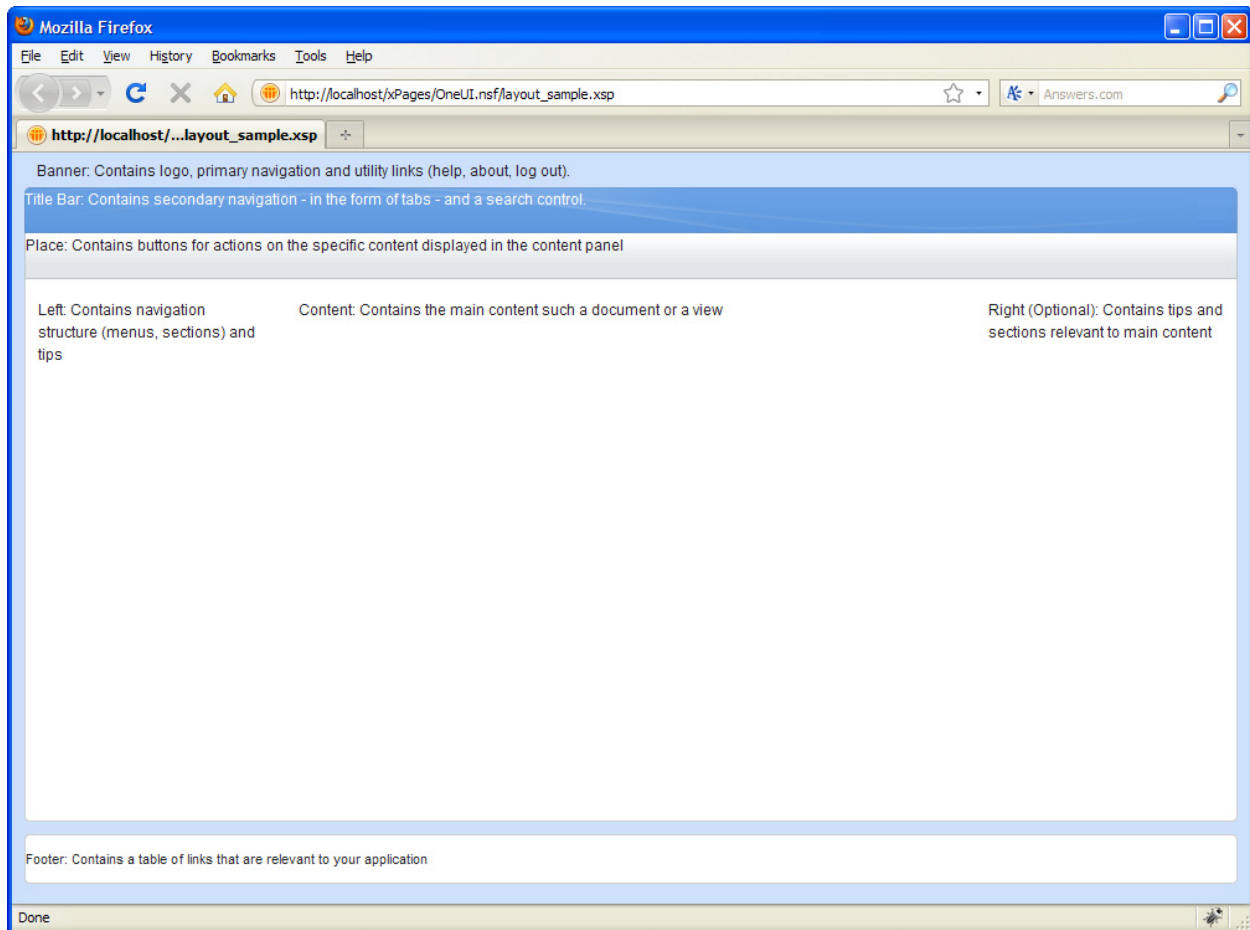 Mozilla Firefox
File Edit View History Bookmarks Tools Help
http://localhost/xPages/OneUI.nsf/layout_sample.xsp
Answers.com
http://localhost/...layout_sample.xsp
Banner: Contains logo, primary navigation and utility links (help, about, log out).
Title Bar: Contains secondary navigation - in the form of tabs - and a search control.
Place: Contains buttons for actions on the specific content displayed in the content panel
Left: Contains navigation
structure (menus, sections) and
tips
Content: Contains the main content such a document or a view
Right (Optional): Contains tips and
sections relevant to main content
Footer: Contains a table of links that are relevant to your application
Done